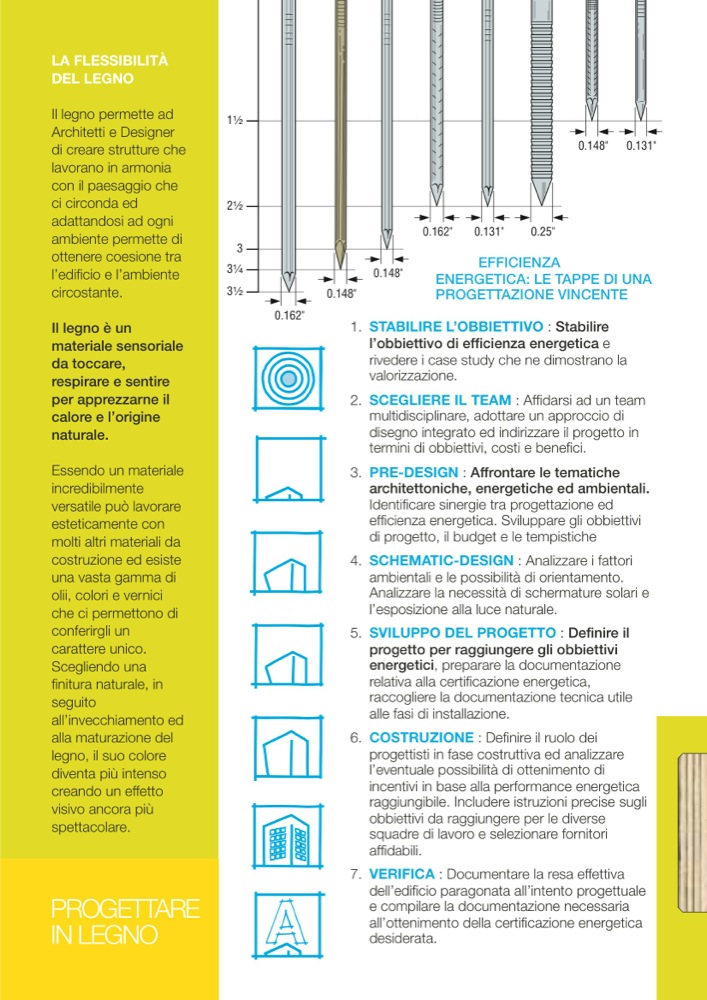 LA FLESSIBILITÀ
DEL LEGNO
Il legno permette ad
Architetti e Designer
di creare strutture che
lavorano in armonia
con il paesaggio che
ci circonda ed
adattandosi ad ogni
ambiente permette di
ottenere coesione tra
l'edificio e l'ambiente
circostante.
Il legno è un
materiale sensoriale
da toccare,
respirare e sentire
per apprezzarne il
calore e l'origine
naturale.
Essendo un materiale
incredibilmente
versatile può lavorare
esteticamente con
molti altri materiali da
costruzione ed esiste
una vasta gamma di
olii, colori e vernici
che ci permettono di
conferirgli un
carattere unico.
Scegliendo una
finitura naturale, in
seguito
all'invecchiamento ed
alla maturazione del
legno, il suo colore
diventa più intenso
creando un effetto
visivo ancora più
spettacolare.
PROGETTARE
IN LEGNO
1½
2½
3
3¼
3½
0.162"
0.148"
0.148"
0.162"
0.131"
0.25"
0.148"
0.131"
EFFICIENZA
ENERGETICA: LE TAPPE DI UNA
PROGETTAZIONE VINCENTE
1. STABILIRE L'OBBIETTIVO : Stabilire
l'obbiettivo di efficienza energetica e
rivedere i case study che ne dimostrano la
valorizzazione.
2. SCEGLIERE IL TEAM : Affidarsi ad un team
multidisciplinare, adottare un approccio di
disegno integrato ed indirizzare il progetto in
termini di obbiettivi, costi e benefici.
3. PRE-DESIGN : Affrontare le tematiche
architettoniche, energetiche ed ambientali.
Identificare sinergie tra progettazione ed
efficienza energetica. Sviluppare gli obbiettivi
di progetto, il budget e le tempistiche
4. SCHEMATIC-DESIGN : Analizzare i fattori
ambientali e le possibilità di orientamento.
Analizzare la necessità di schermature solari e
l'esposizione alla luce naturale.
5. SVILUPPO DEL PROGETTO : Definire il
progetto per raggiungere gli obbiettivi
energetici, preparare la documentazione
relativa alla certificazione energetica,
raccogliere la documentazione tecnica utile
alle fasi di installazione.
6. COSTRUZIONE : Definire il ruolo dei
progettisti in fase costruttiva ed analizzare
l'eventuale possibilità di ottenimento di
incentivi in base alla performance energetica
raggiungibile. Includere istruzioni precise sugli
obbiettivi da raggiungere per le diverse
squadre di lavoro e selezionare fornitori
affidabili.
7. VERIFICA : Documentare la resa effettiva
dell'edificio paragonata all'intento progettuale
e compilare la documentazione necessaria
all'ottenimento della certificazione energetica
desiderata.
A